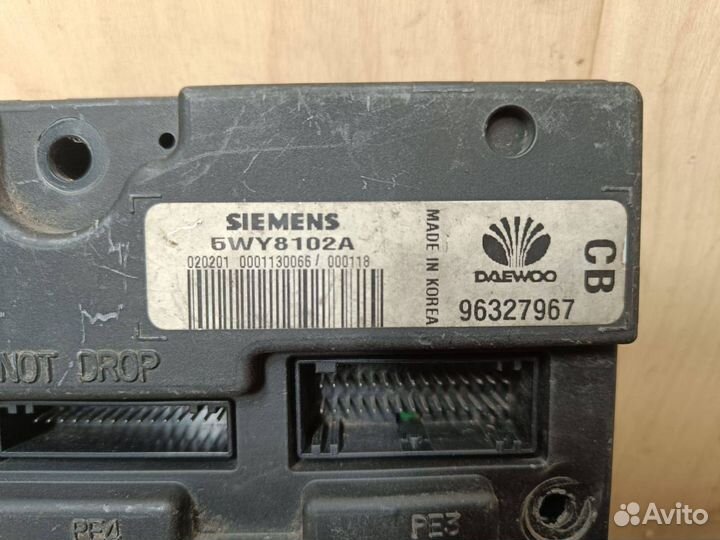 SIEMENS
5WY8102A
020201 0001130066/ 000118
MADE IN KOREA
DAEWOO
96327967
CB
NOT DROP
PE4
PE3
Avito